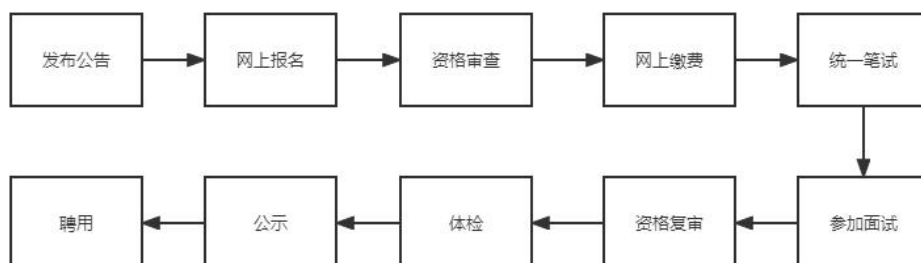 发布公告
网上报名
资格审查
网上缴费
统一笔试
参加面试
资格复审
体检
公示
聘用